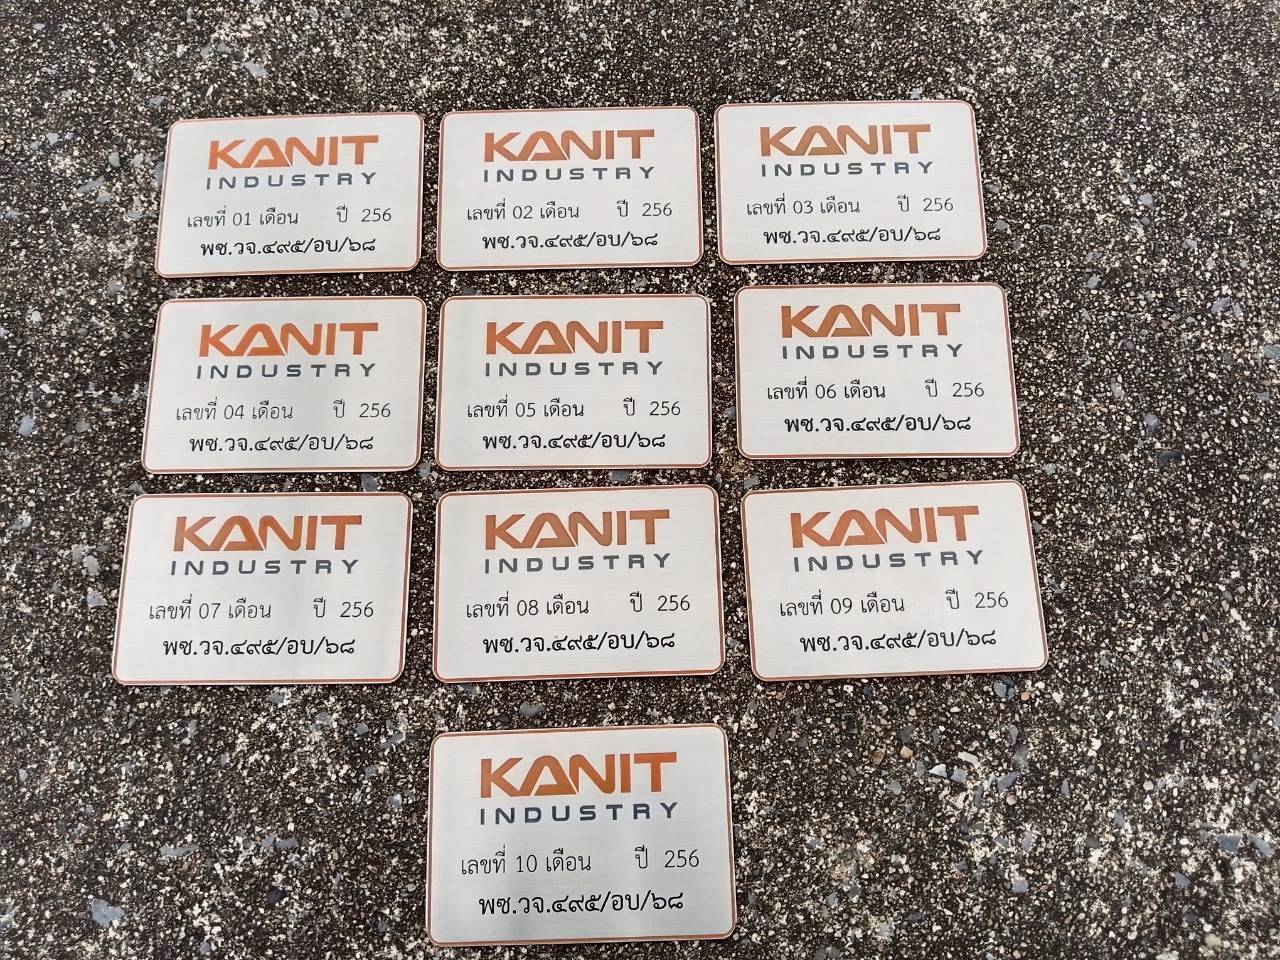 KANIT
INDUSTRY
เลขที่ 01 เดือน ปี 256
พช.วจ.๔๙๕/อบ/๖๘
KANIT
INDUSTRY
เลขที่ 02 เดือน ปี 256
พช.วจ.๔๙๕/อบ/๖๘
KANIT
INDUSTRY
เลขที่ 03 เดือน ปี 256
พช.วจ.๔๙๕/อบ/๖๘
KANIT
INDUSTRY
เลขที่ 04 เดือน ปี 256
พช.วจ.๔๙๕/อบ/๖๘
KANIT
INDUSTRY
เลขที่ 05 เดือน ปี 256
พช.วจ.๔๙๕/อบ/๖๘
KANIT
INDUSTRY
เลขที่ 06 เดือน ปี 256
พช.วจ.๔๙๕/อบ/๖๘
KANIT
INDUSTRY
เลขที่ 07 เดือน ปี 256
พช.วจ.๔๙๕/อบ/๖๘
KANIT
INDUSTRY
เลขที่ 08 เดือน ปี 256
พช.วจ.๔๙๕/อบ/๖๘
KANIT
INDUSTRY
เลขที่ 09 เดือน ปี 256
พช.วจ.๔๙๕/อบ/๖๘
KANIT
INDUSTRY
เลขที่ 10 เดือน ปี 256
พช.วจ.๔๙๕/อบ/๖๘